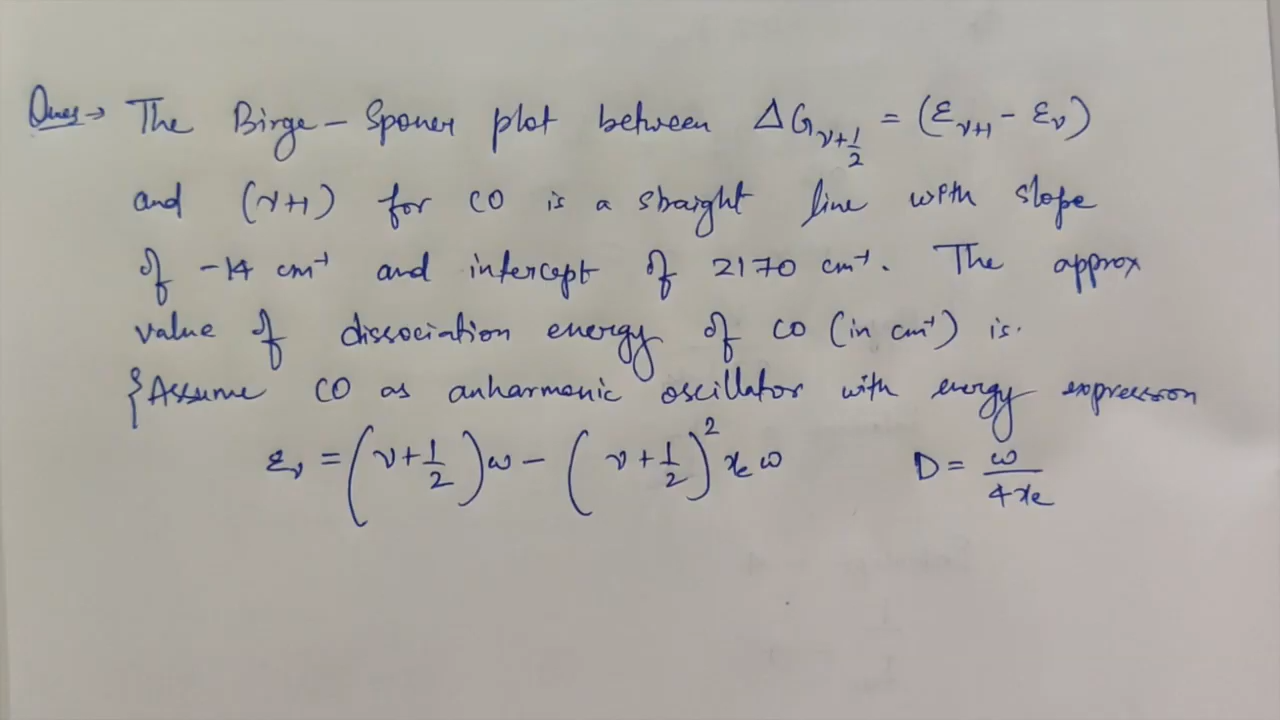 Ques→ The Birge-Sponer plot between ΔG_{ν+1/2} = (ε_{ν+1} - ε_ν)
and (ν+1) for CO is a straight line with slope
of -14 cm⁻¹ and intercept of 2170 cm⁻¹. The approx
value of dissociation energy of CO (in cm⁻¹) is.
{Assume CO as anharmonic oscillator with energy expression
ε_ν = (ν+1/2)ω - (ν+1/2)² x_e ω D = ω/4x_e